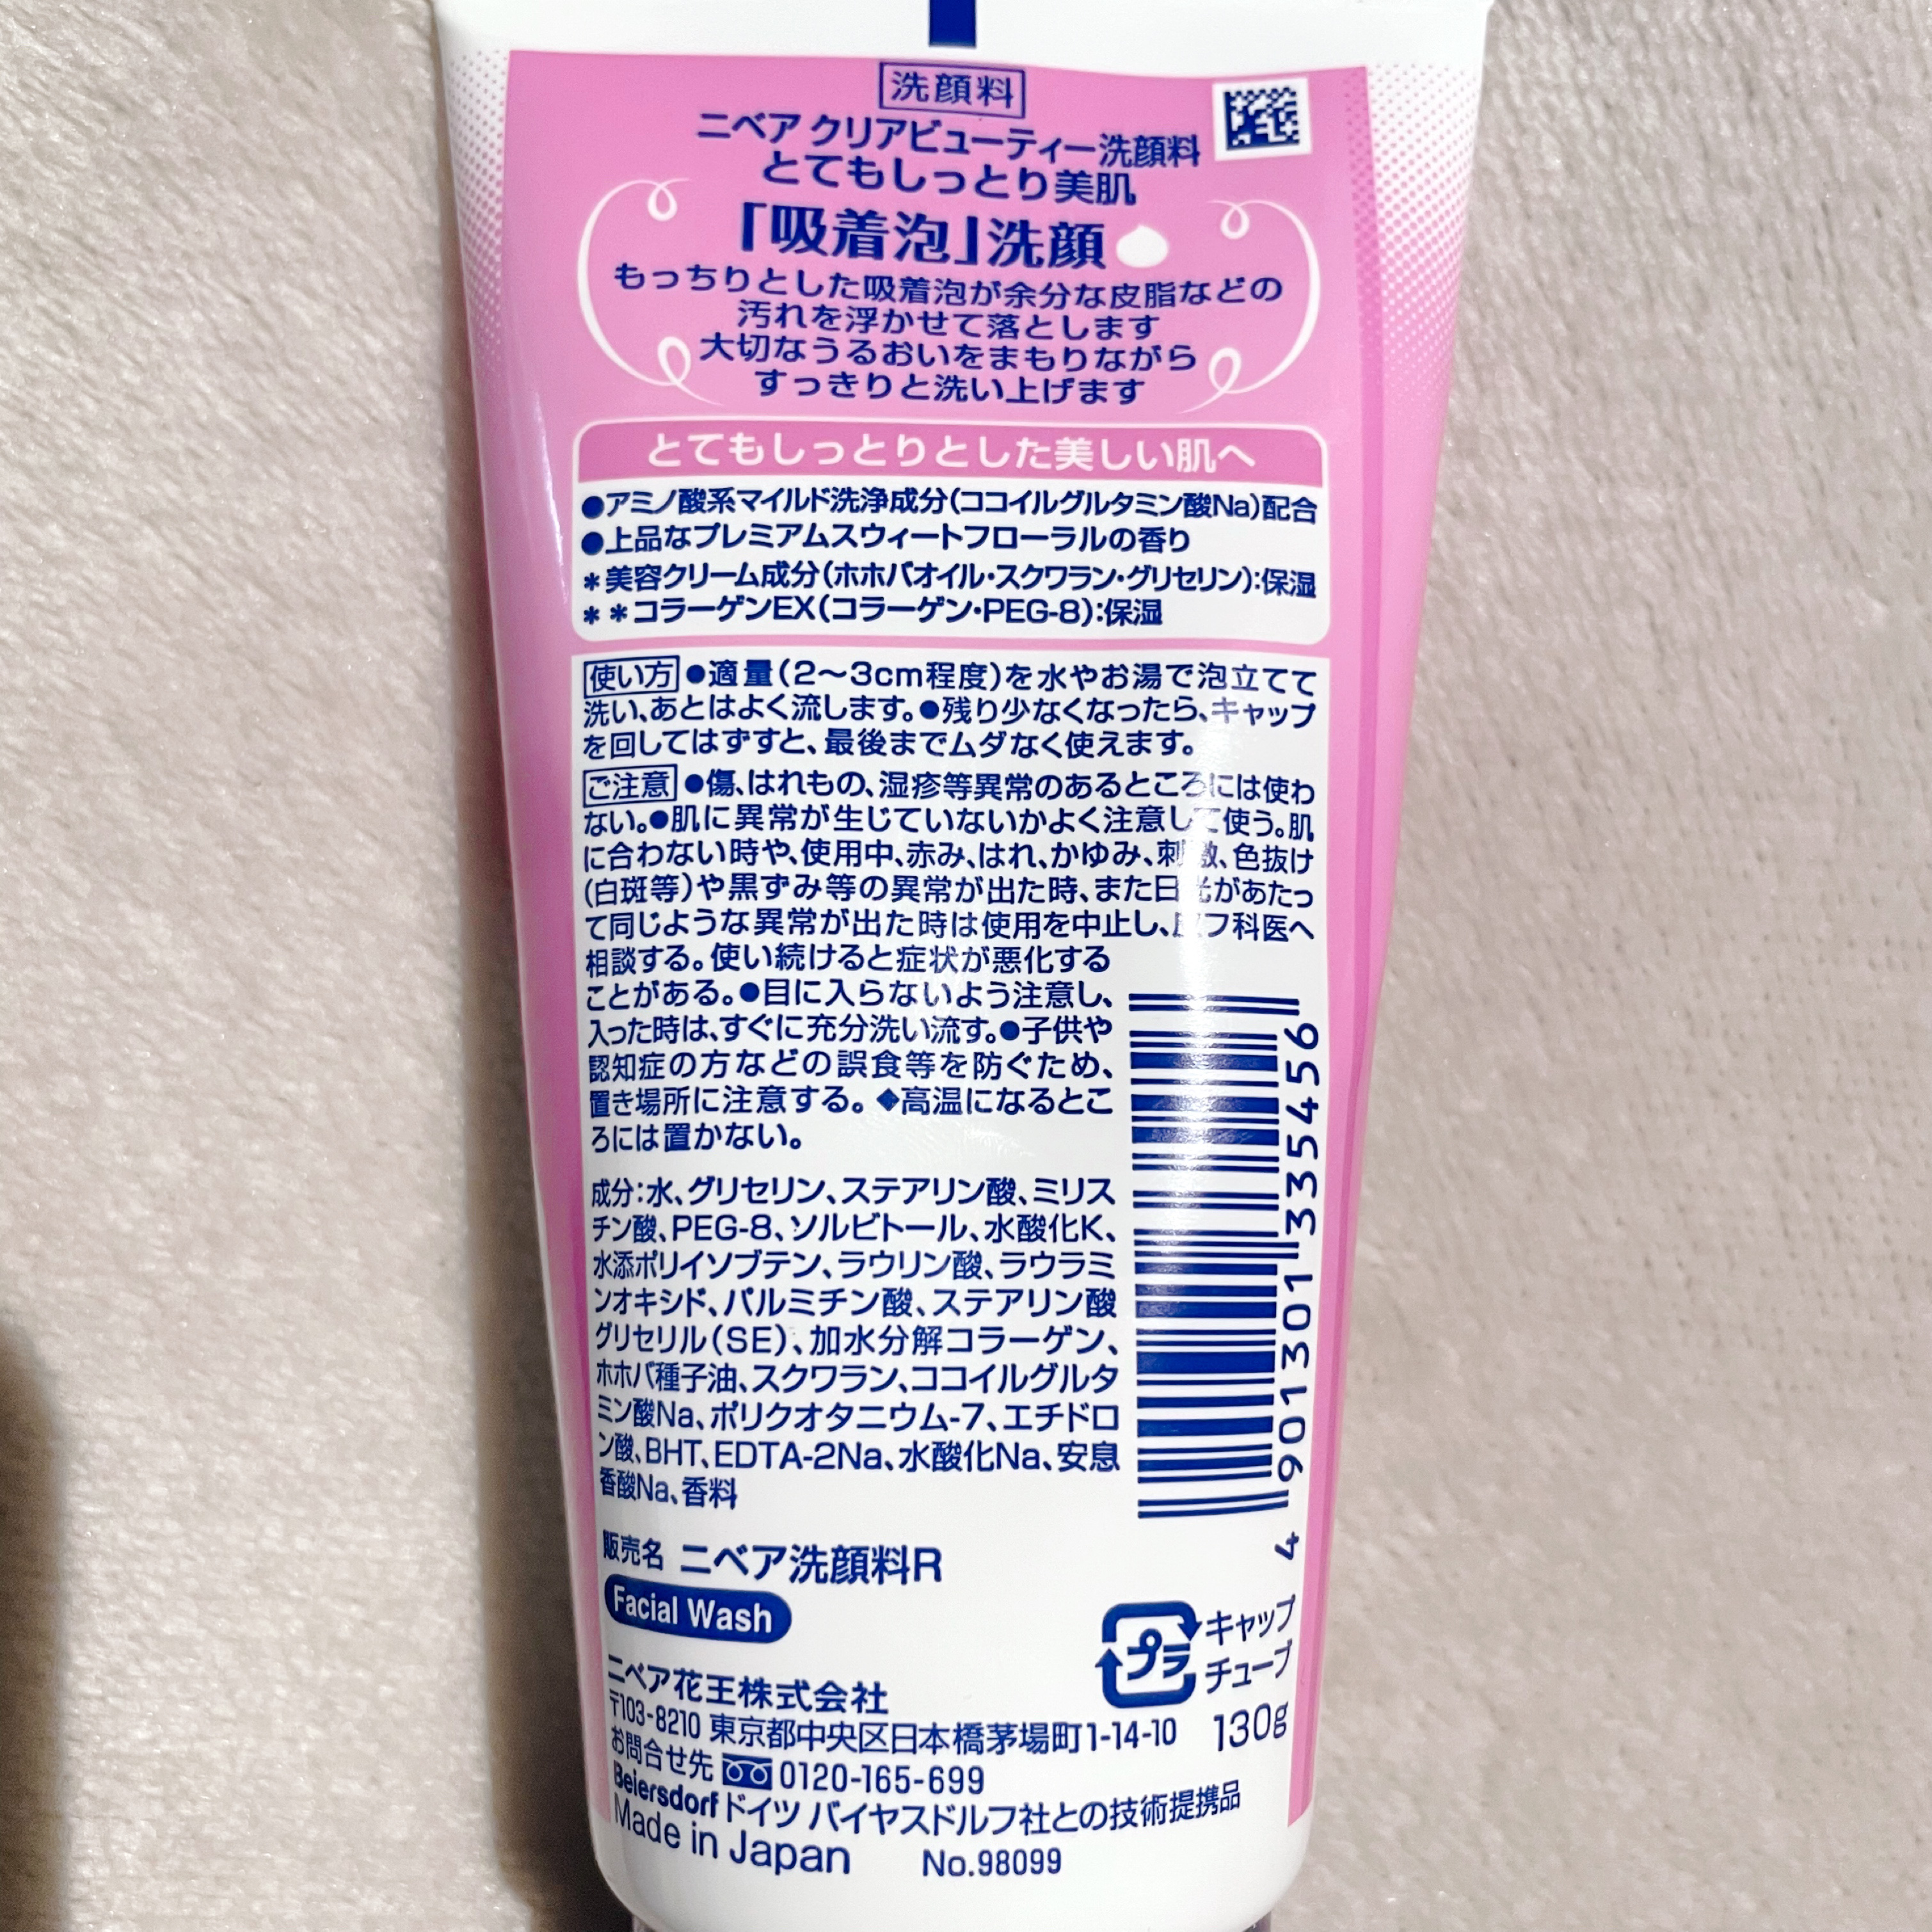 洗顔料
ニベア クリアビューティー洗顔料
とてもしっとり美肌
「吸着泡」洗顔
もっちりとした吸着泡が余分な皮脂などの
汚れを浮かせて落とします
大切なうるおいをまもりながら
すっきりと洗い上げます
とてもしっとりとした美しい肌へ
●アミノ酸系マイルド洗浄成分(ココイルグルタミン酸Na)配合
●上品なプレミアムスウィートフローラルの香り
*美容クリーム成分(ホホバオイル・スクワラン・グリセリン):保湿
**コラーゲンEX(コラーゲン・PEG-8):保湿
使い方 ●適量(2〜3cm程度)を水やお湯で泡立てて
洗い、あとはよく流します。●残り少なくなったら、キャップ
を回してはずすと、最後までムダなく使えます。
ご注意 ●傷、はれもの、湿疹等異常のあるところには使わ
ない。●肌に異常が生じていないかよく注意して使う。肌
に合わない時や、使用中、赤み、はれ、かゆみ、刺激、色抜け
(白斑等)や黒ずみ等の異常が出た時、また日光があたっ
て同じような異常が出た時は使用を中止し、皮フ科医へ
相談する。使い続けると症状が悪化する
ことがある。●目に入らないよう注意し、
入った時は、すぐに充分洗い流す。●子供や
認知症の方などの誤食等を防ぐため、
置き場所に注意する。◆高温になるとこ
ろには置かない。
成分:水、グリセリン、ステアリン酸、ミリス
チン酸、PEG-8、ソルビトール、水酸化K、
水添ポリイソブテン、ラウリン酸、ラウラミ
ンオキシド、パルミチン酸、ステアリン酸
グリセリル(SE)、加水分解コラーゲン、
ホホバ種子油、スクワラン、ココイルグルタ
ミン酸Na、ポリクオタニウム-7、エチドロ
ン酸、BHT、EDTA-2Na、水酸化Na、安息
香酸Na、香料
4 901301 335456
販売名 ニベア洗顔料R
Facial Wash
プラ
キャップ
チューブ
ニベア花王株式会社
〒103-8210 東京都中央区日本橋茅場町1-14-10
130g
お問合せ先 0120-165-699
Beiersdorf ドイツ バイヤスドルフ社との技術提携品
Made in Japan No.98099